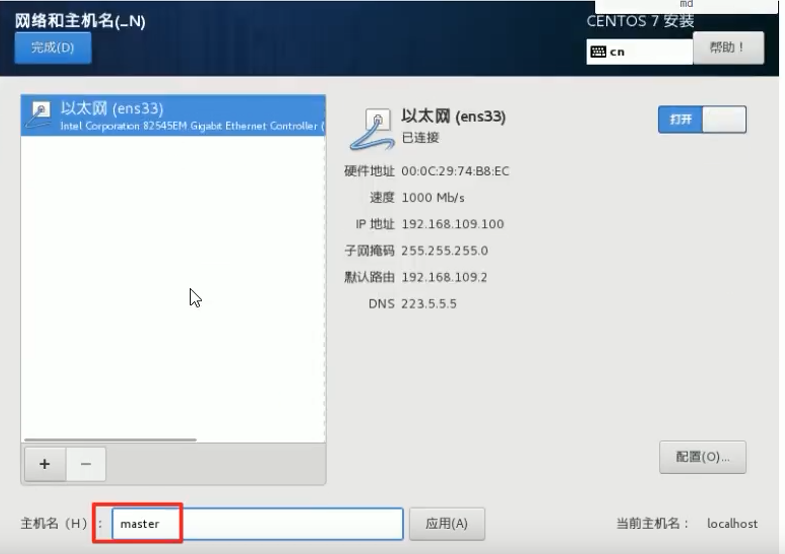 md
网络和主机名(_N)
CENTOS 7 安装
完成(D)
cn
帮助！
以太网 (ens33)
Intel Corporation 82545EM Gigabit Ethernet Controller (
以太网 (ens33)
已连接
打开
硬件地址 00:0C:29:74:B8:EC
速度 1000 Mb/s
IP 地址 192.168.109.100
子网掩码 255.255.255.0
默认路由 192.168.109.2
DNS 223.5.5.5
+
−
配置(O)...
主机名（H）： master
应用(A)
当前主机名： localhost